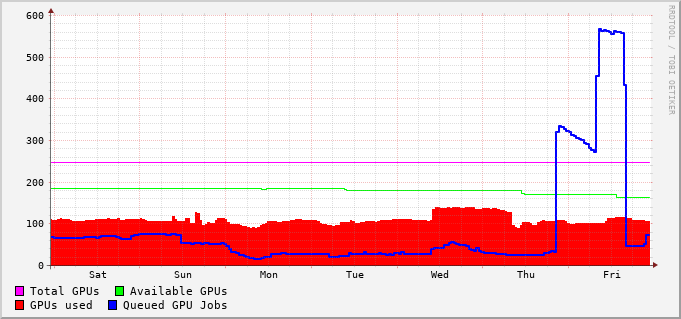 600
500
400
300
200
100
0
Sat Sun Mon Tue Wed Thu Fri
Total GPUs Available GPUs
GPUs used Queued GPU Jobs
RRDTOOL / TOBI OETIKER